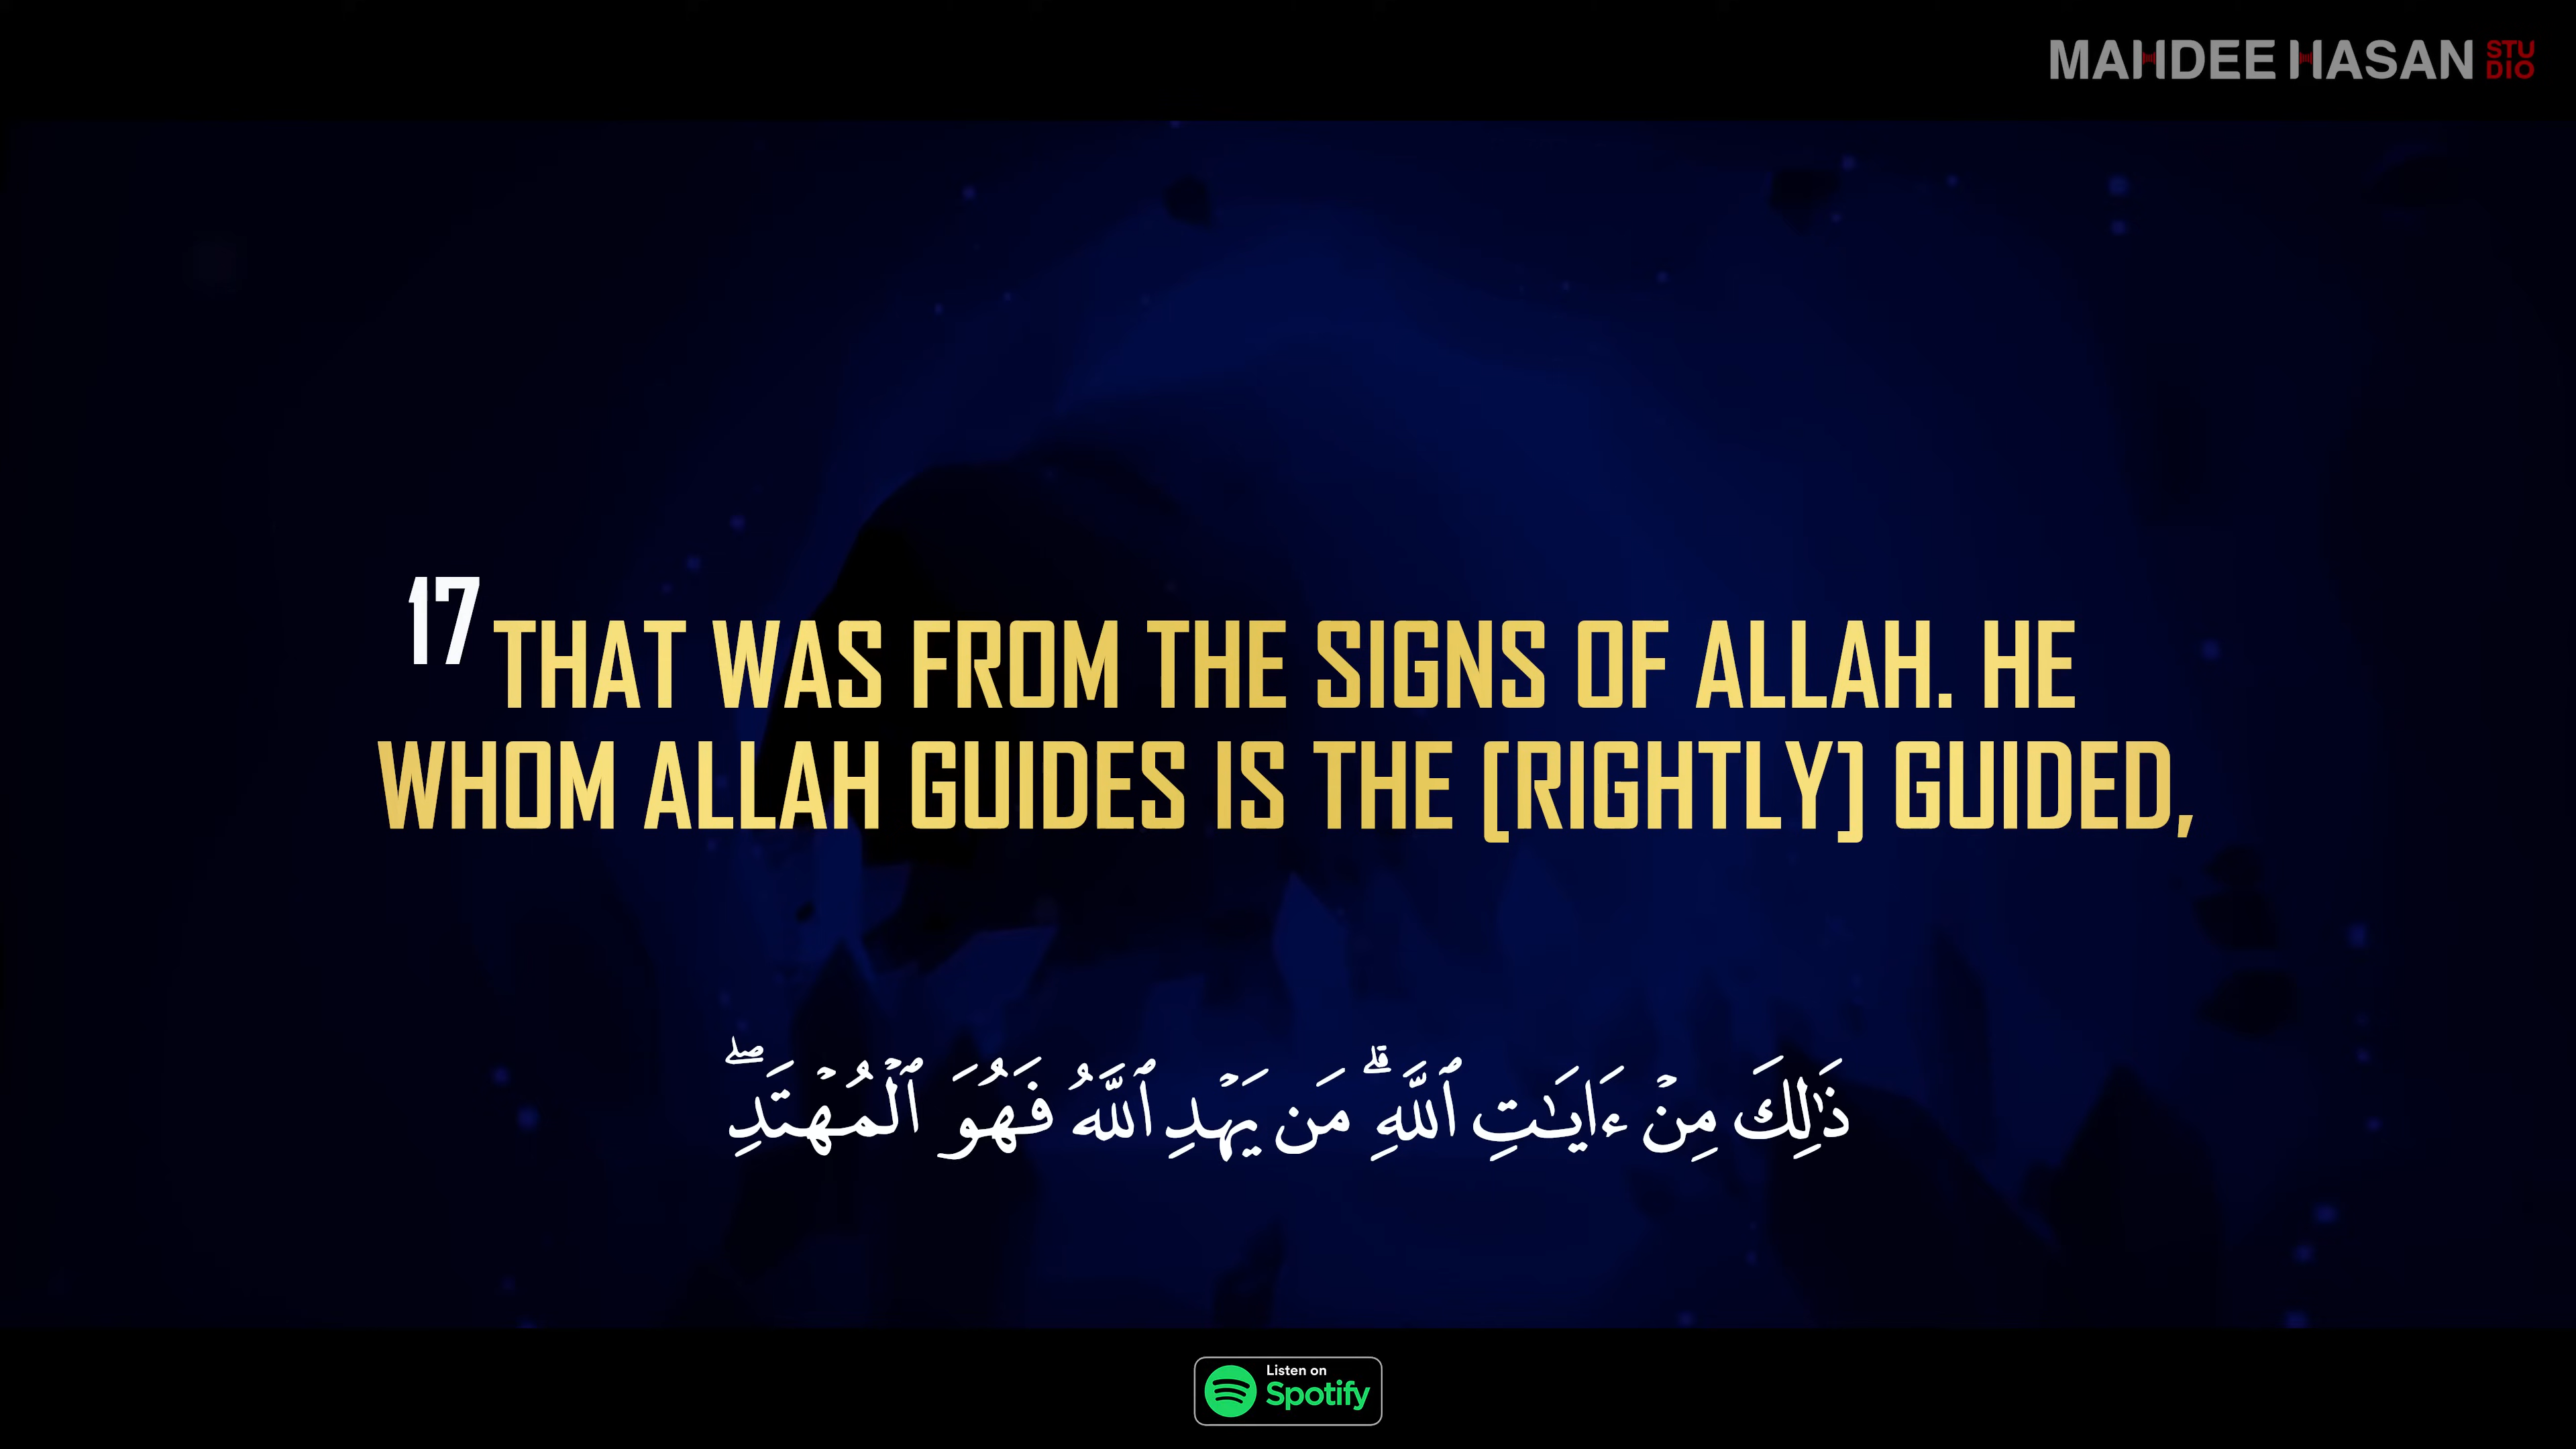 MAHDEE HASAN STUDIO
17 THAT WAS FROM THE SIGNS OF ALLAH. HE
WHOM ALLAH GUIDES IS THE [RIGHTLY] GUIDED,
ذَٰلِكَ مِنْ ءَايَـٰتِ ٱللَّهِ ۗ مَن يَهْدِ ٱللَّهُ فَهُوَ ٱلْمُهْتَدِ ۖ
Listen on
Spotify